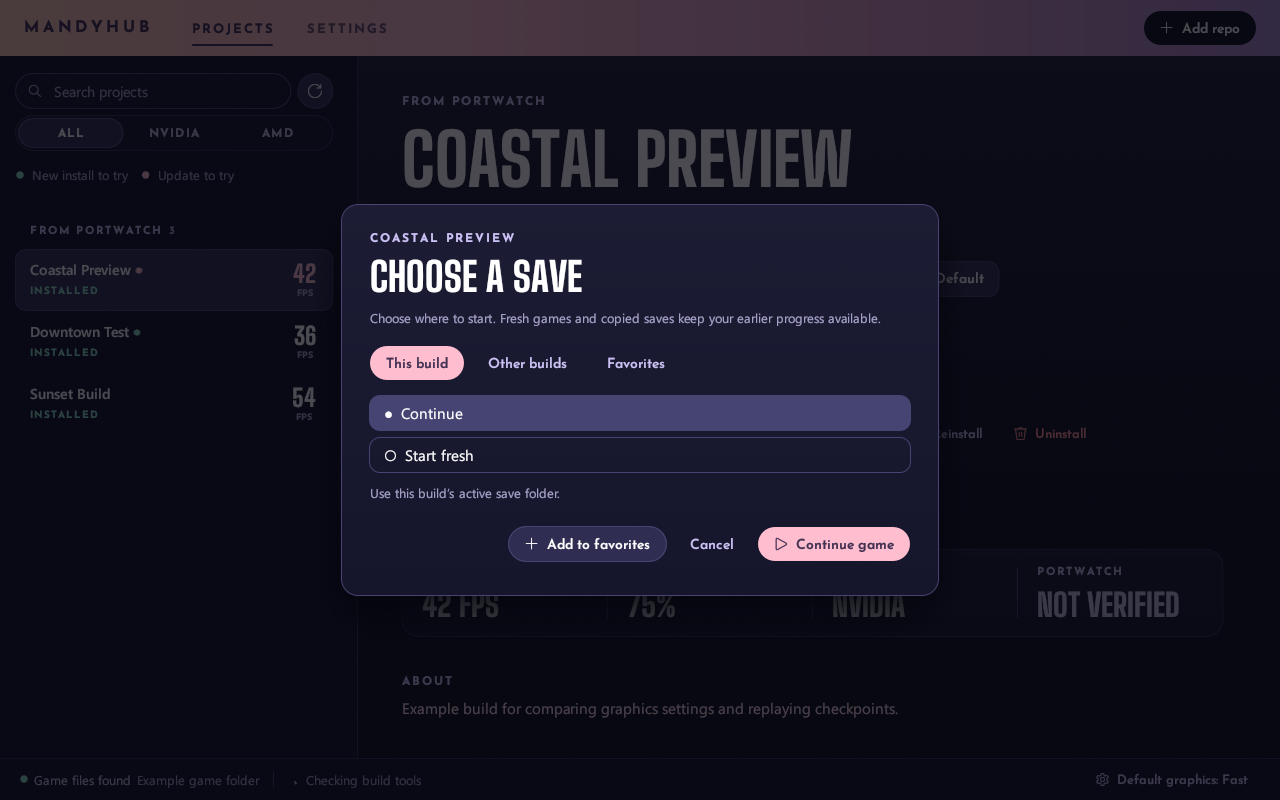 MANDYHUB
PROJECTS
SETTINGS
Add repo
Search projects
ALL
NVIDIA
AMD
New install to try
Update to try
FROM PORTWATCH 3
Coastal Preview
INSTALLED
42
FPS
Downtown Test
INSTALLED
36
FPS
Sunset Build
INSTALLED
54
FPS
FROM PORTWATCH
COASTAL PREVIEW
Default
COASTAL PREVIEW
CHOOSE A SAVE
Choose where to start. Fresh games and copied saves keep your earlier progress available.
This build
Other builds
Favorites
Continue
Start fresh
Use this build's active save folder.
Add to favorites
Cancel
Continue game
Uninstall
42 FPS
75%
NVIDIA
PORTWATCH
NOT VERIFIED
ABOUT
Example build for comparing graphics settings and replaying checkpoints.
Game files found
Example game folder
Checking build tools
Default graphics: Fast